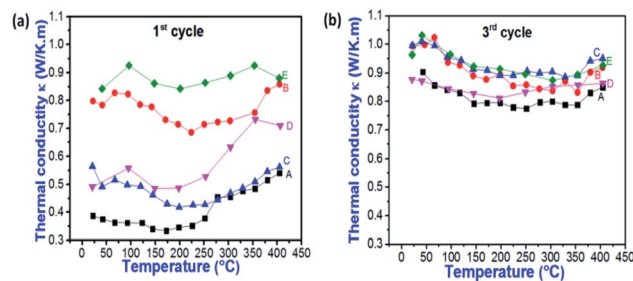 (a)
1st cycle
Thermal conductity κ (W/K.m)
1.1
1.0
0.9
0.8
0.7
0.6
0.5
0.4
0.3
E
B
D
C
A
0 50 100 150 200 250 300 350 400 450
Temperature (°C)
(b)
3rd cycle
Thermal conductity κ (W/K.m)
1.1
1.0
0.9
0.8
0.7
0.6
0.5
0.4
0.3
C
E
B
D
A
0 50 100 150 200 250 300 350 400 450
Temperature (°C)